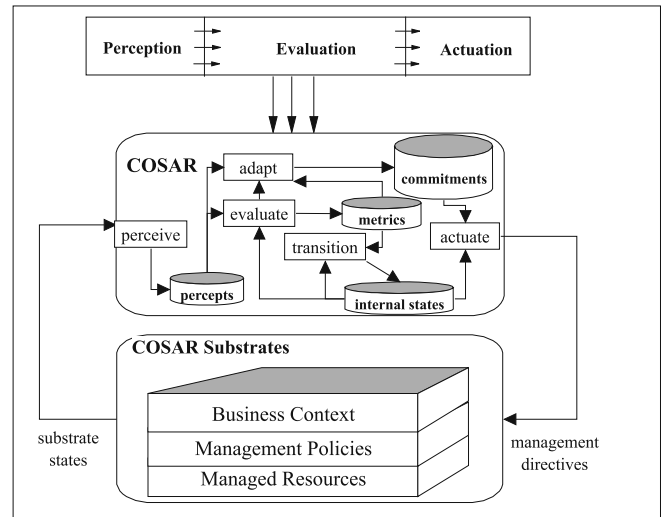 Perception Evaluation Actuation
COSAR
adapt
commitments
evaluate
metrics
perceive
transition
actuate
percepts
internal states
COSAR Substrates
Business Context
Management Policies
Managed Resources
substrate
states
management
directives